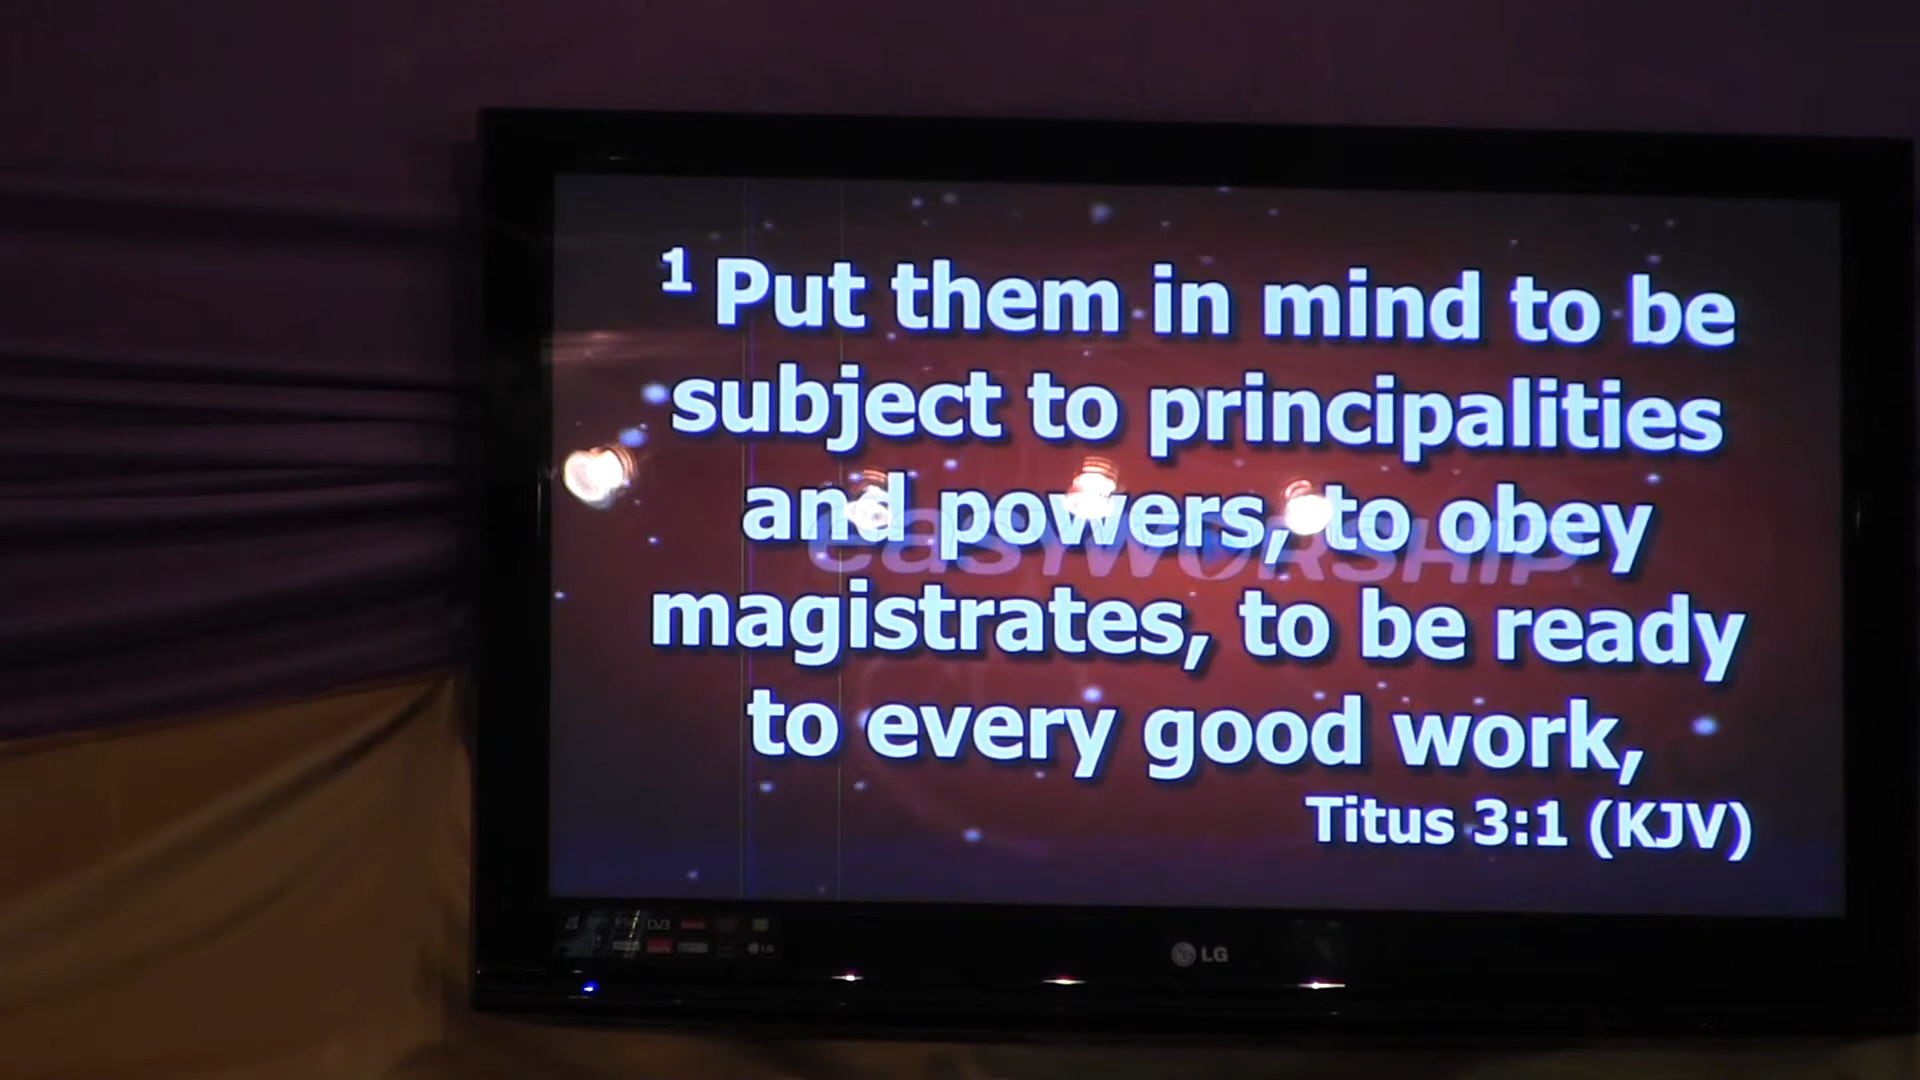 1 Put them in mind to be
subject to principalities
and powers, to obey
easyWORSHIP
magistrates, to be ready
to every good work,
Titus 3:1 (KJV)
LG